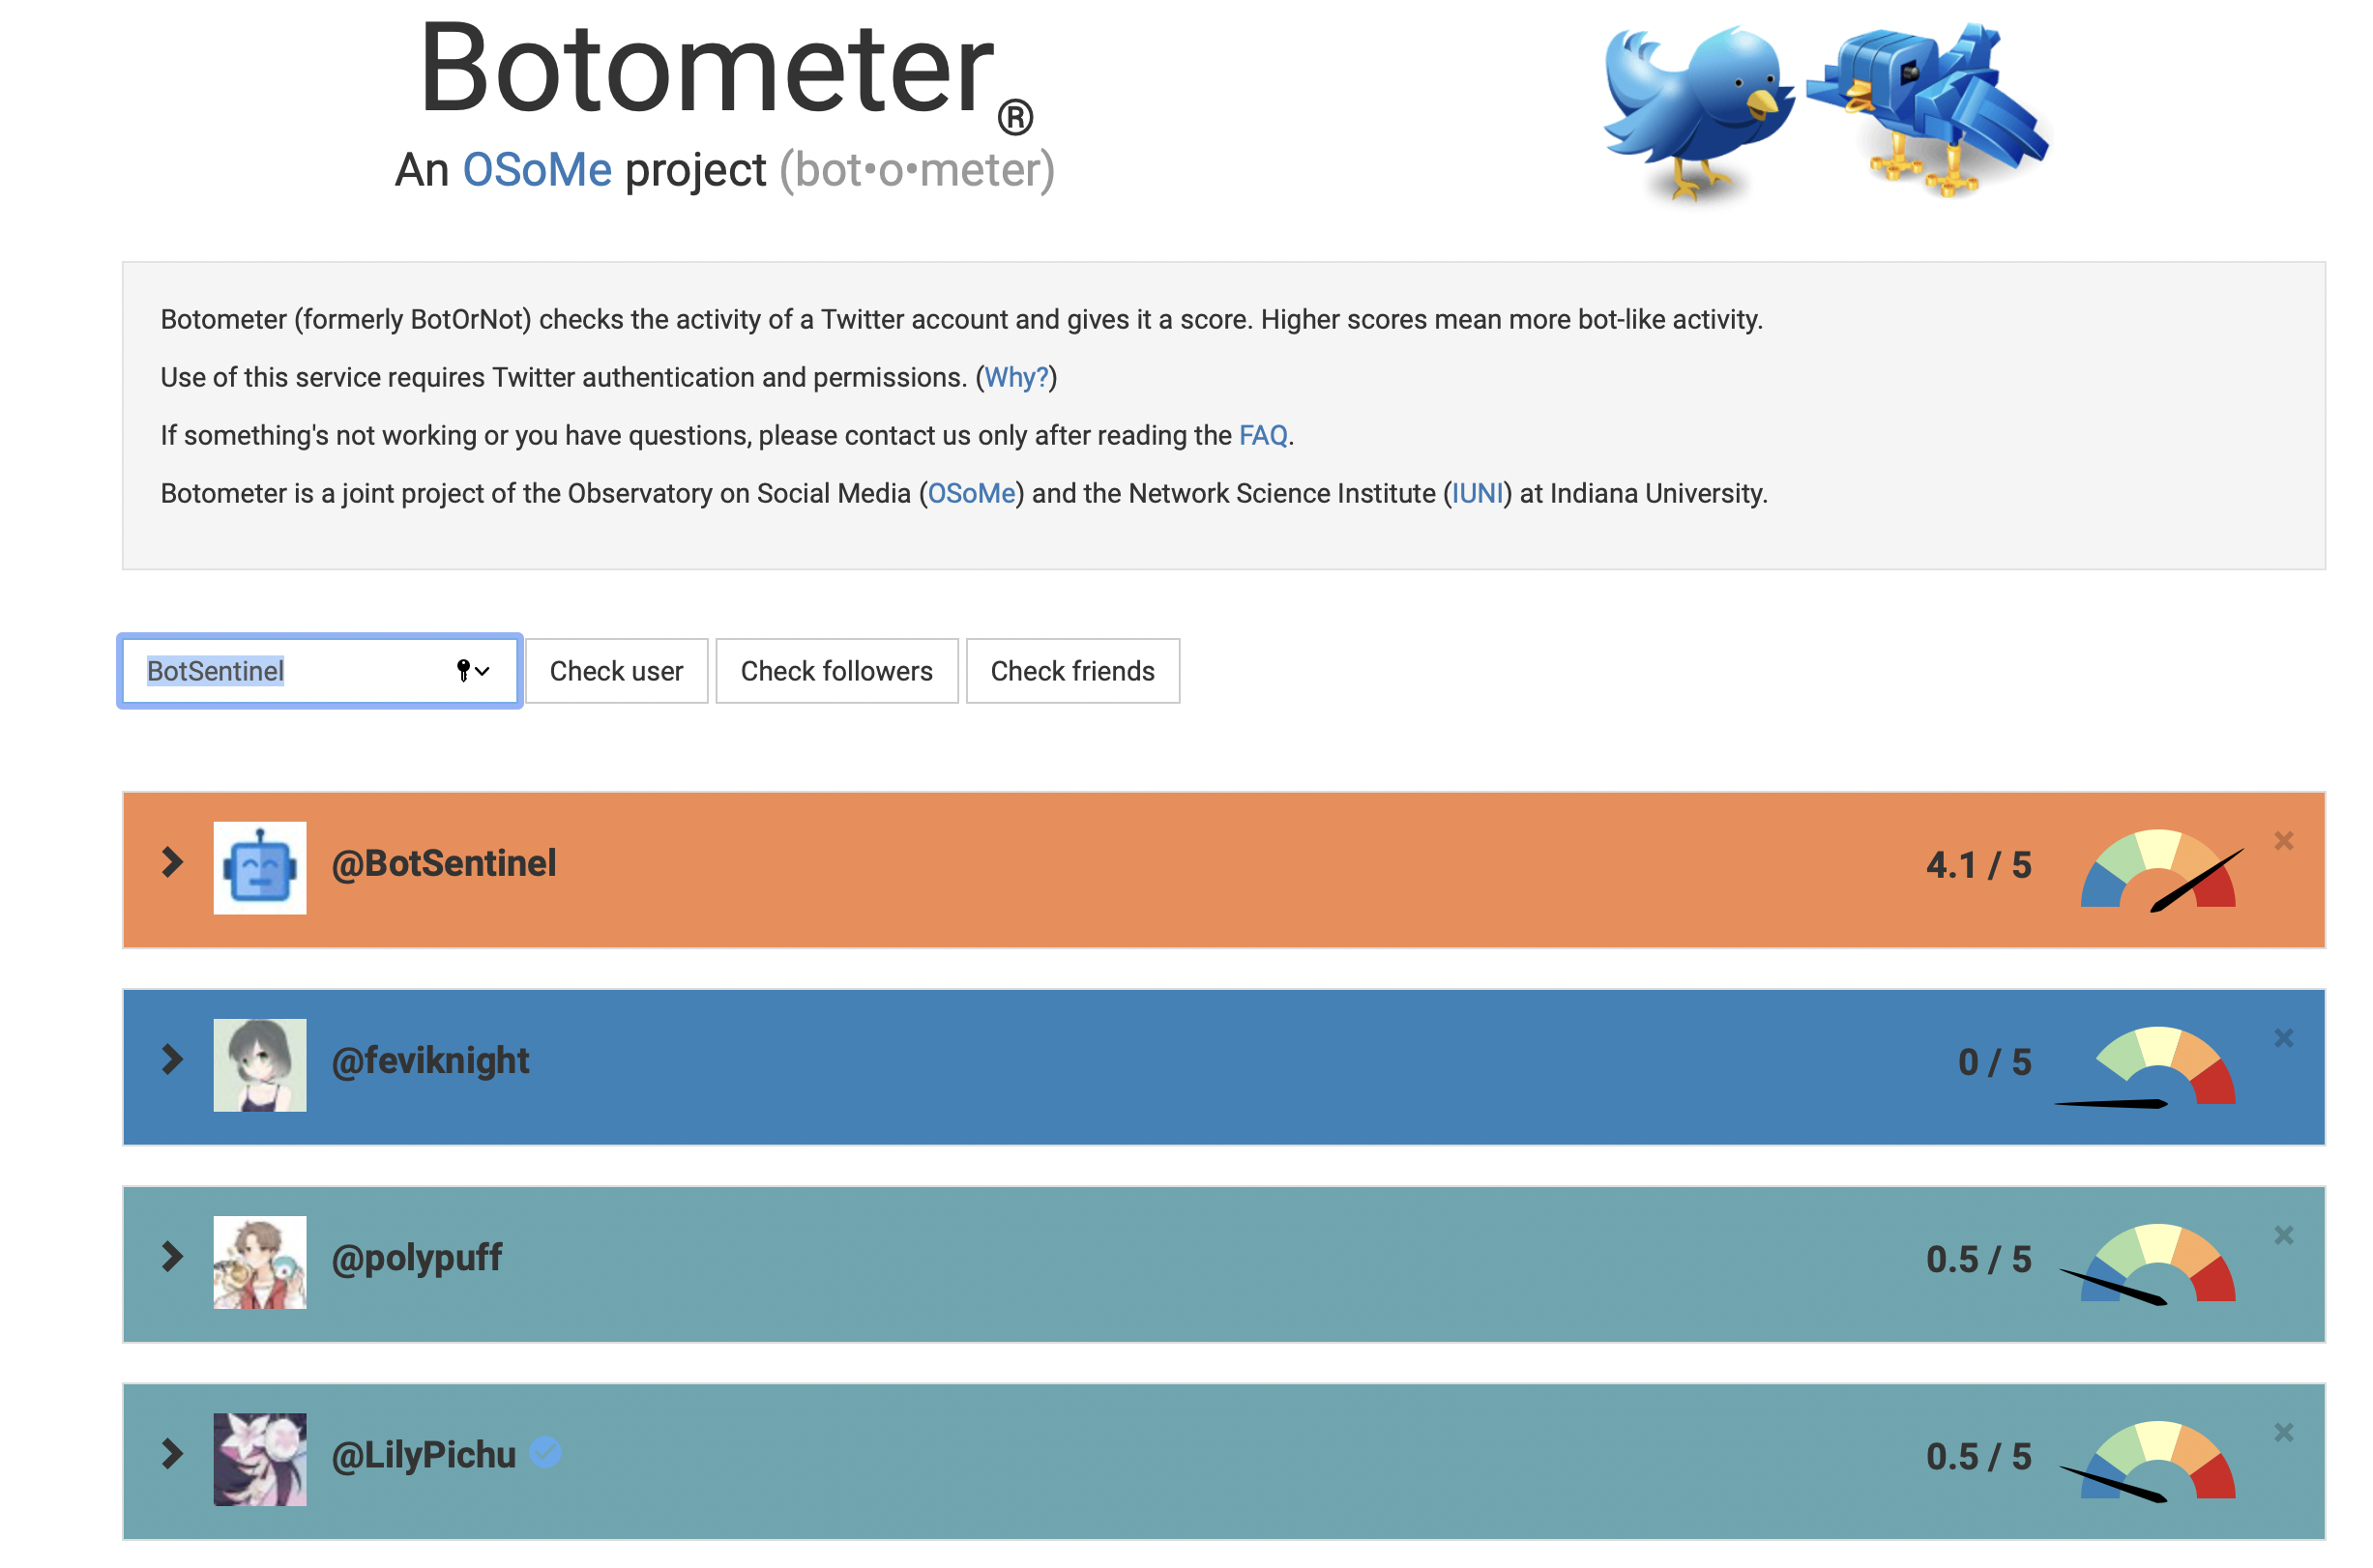 Botometer®
An OSoMe project (bot•o•meter)
Botometer (formerly BotOrNot) checks the activity of a Twitter account and gives it a score. Higher scores mean more bot-like activity.
Use of this service requires Twitter authentication and permissions. (Why?)
If something's not working or you have questions, please contact us only after reading the FAQ.
Botometer is a joint project of the Observatory on Social Media (OSoMe) and the Network Science Institute (IUNI) at Indiana University.
BotSentinel Check user Check followers Check friends
@BotSentinel 4.1 / 5
@feviknight 0 / 5
@polypuff 0.5 / 5
@LilyPichu 0.5 / 5